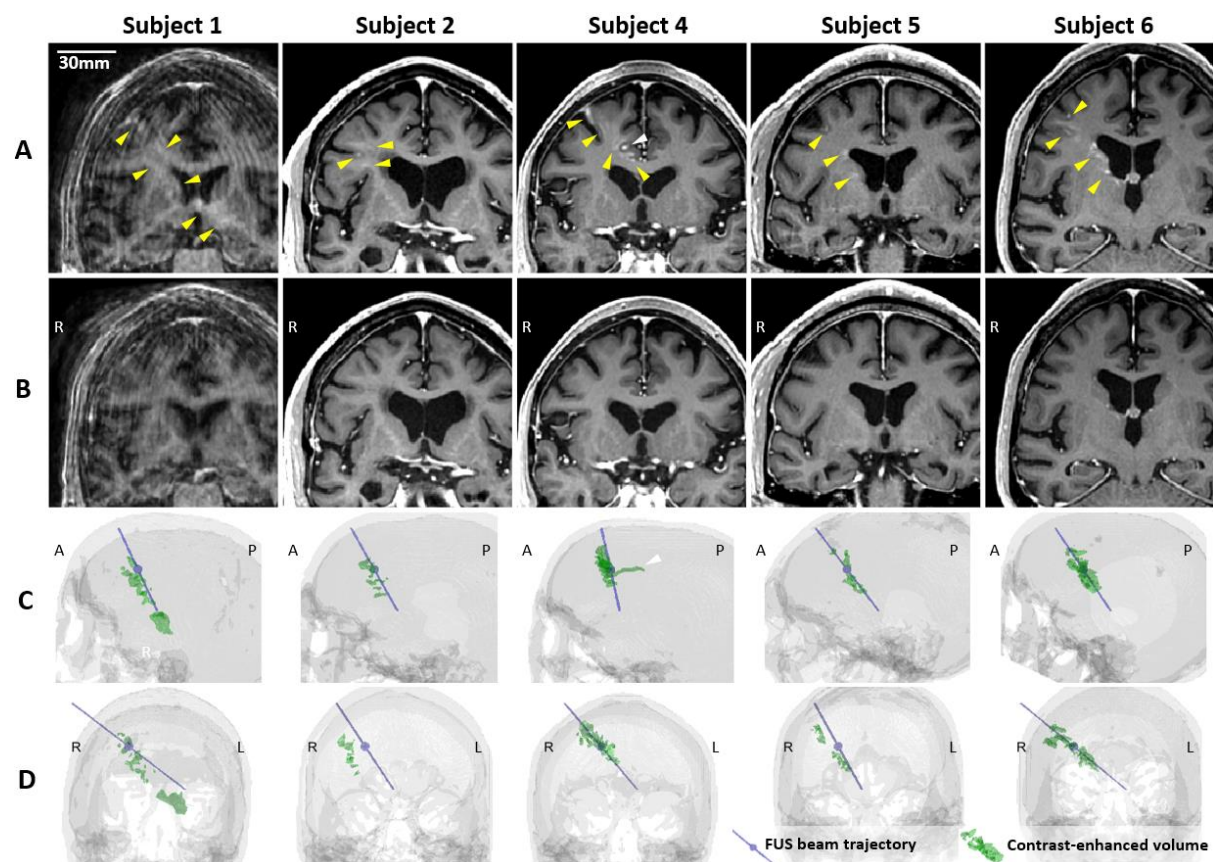 Subject 1 Subject 2 Subject 4 Subject 5 Subject 6
30mm
A
R R R R
B
A P A P A P A P A P
C
R
R L R L R L R L R L
D
FUS beam trajectory Contrast-enhanced volume